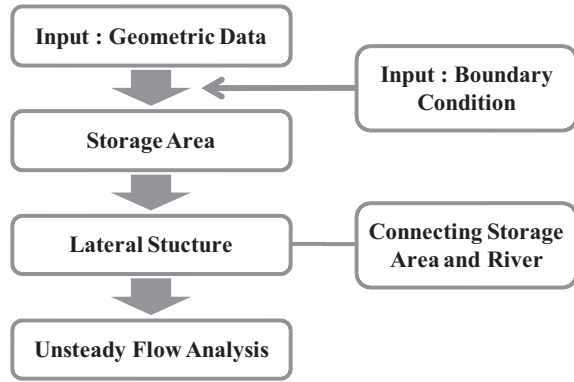 Input : Geometric Data
Input : Boundary
Condition
Storage Area
Lateral Stucture
Connecting Storage
Area and River
Unsteady Flow Analysis